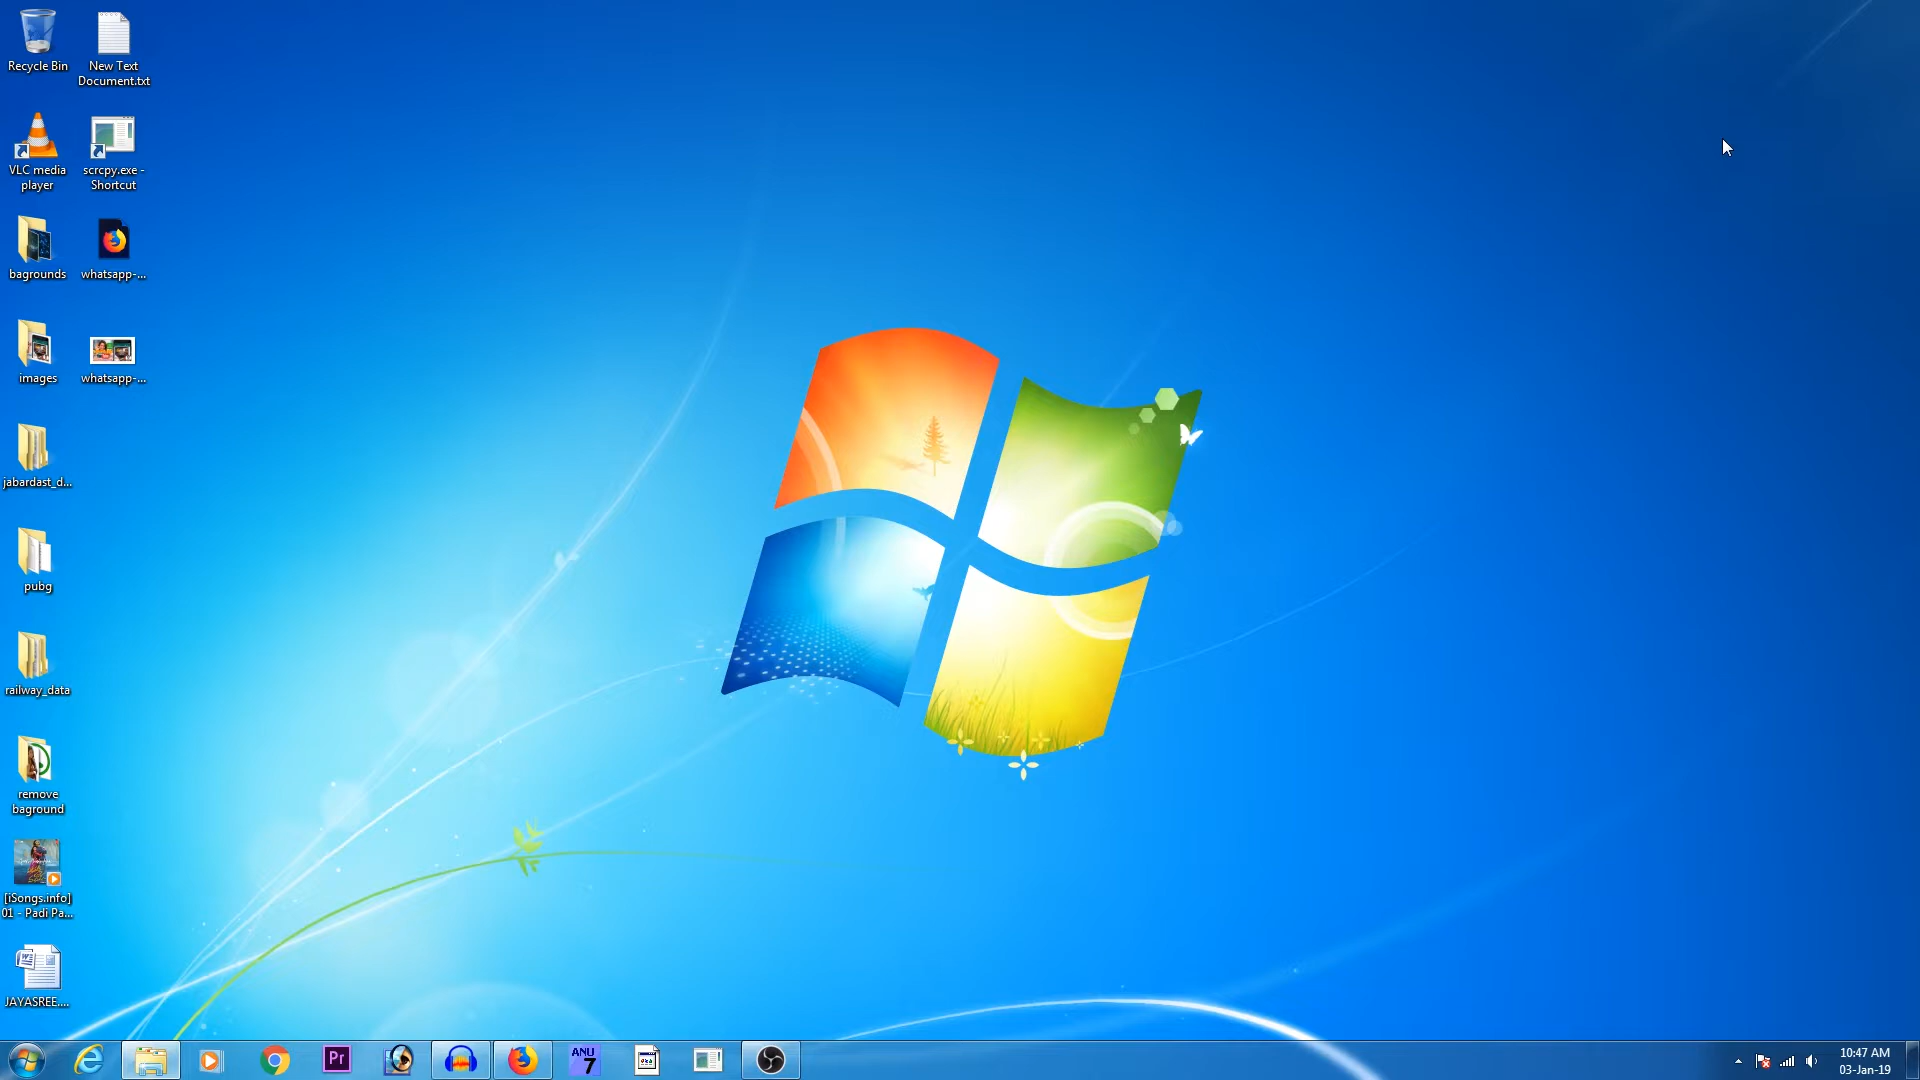 Recycle Bin
New Text
Document.txt
VLC media
player
scrcpy.exe -
Shortcut
bagrounds
whatsapp-...
images
whatsapp-...
jabardast_d...
pubg
railway_data
remove
baground
[iSongs.info]
01 - Padi Pa...
JAYASREE....
Pr
ANU
7
10:47 AM
03-Jan-19